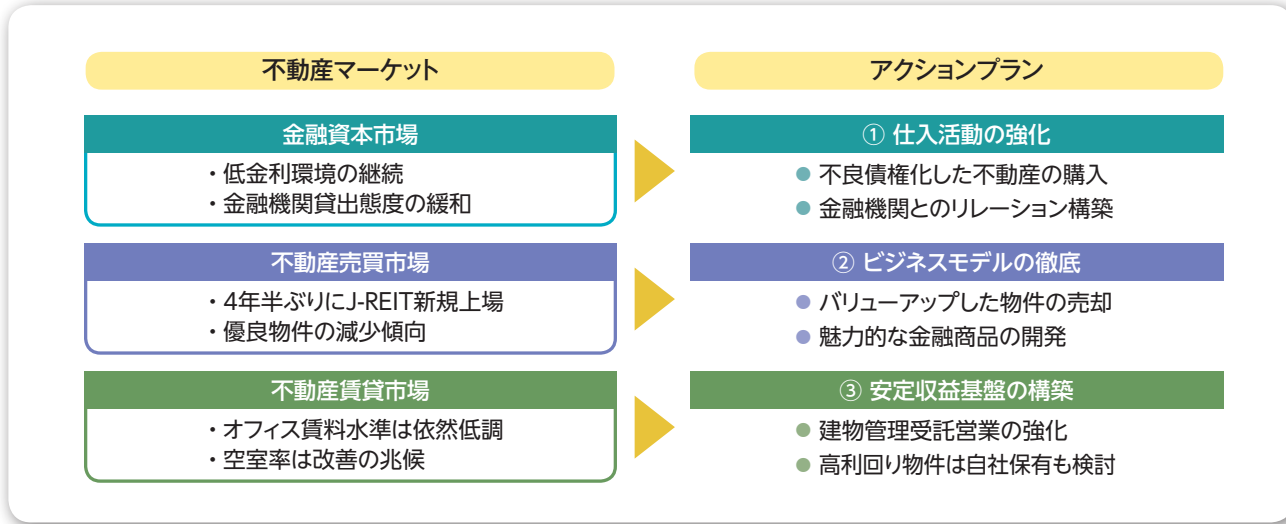 不動産マーケット
アクションプラン
金融資本市場
・低金利環境の継続
・金融機関貸出態度の緩和
① 仕入活動の強化
● 不良債権化した不動産の購入
● 金融機関とのリレーション構築
不動産売買市場
・4年半ぶりにJ-REIT新規上場
・優良物件の減少傾向
② ビジネスモデルの徹底
● バリューアップした物件の売却
● 魅力的な金融商品の開発
不動産賃貸市場
・オフィス賃料水準は依然低調
・空室率は改善の兆候
③ 安定収益基盤の構築
● 建物管理受託営業の強化
● 高利回り物件は自社保有も検討